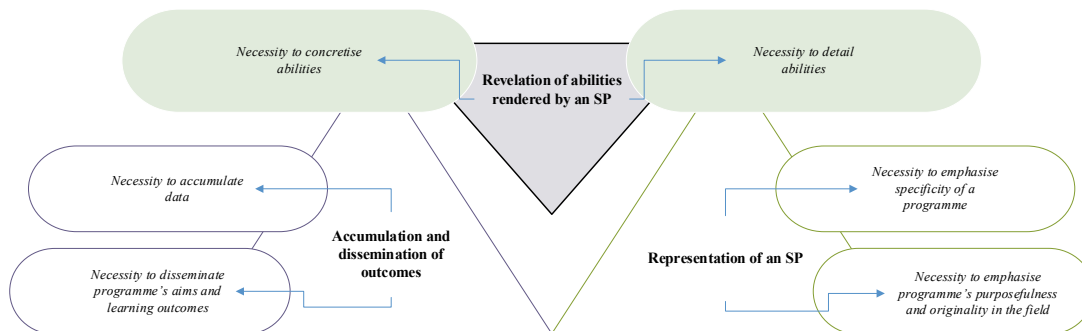 Necessity to concretise
abilities
Revelation of abilities
rendered by an SP
Necessity to detail
abilities
Necessity to accumulate
data
Accumulation and
dissemination of
outcomes
Necessity to disseminate
programme's aims and
learning outcomes
Necessity to emphasise
specificity of a
programme
Representation of an SP
Necessity to emphasise
programme's purposefulness
and originality in the field